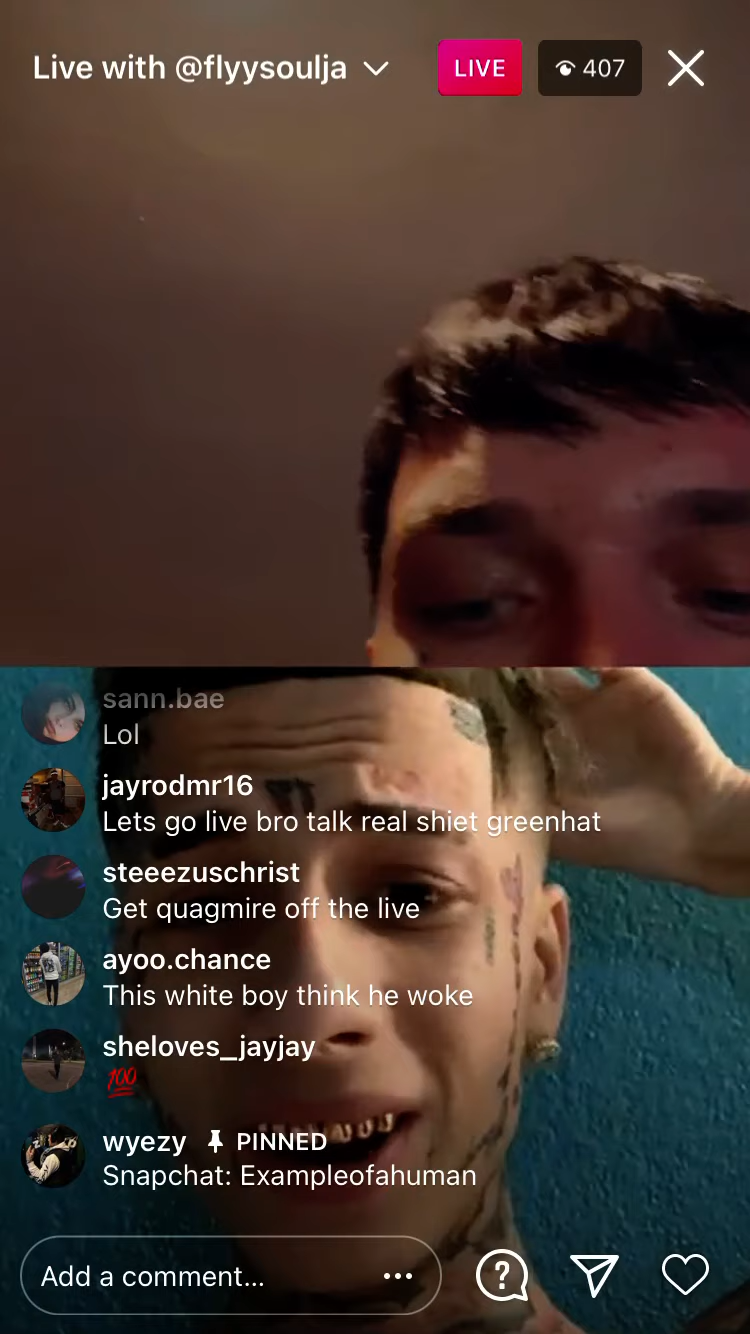 Live with @flyysoulja
LIVE
407
sann.bae
Lol
jayrodmr16
Lets go live bro talk real shiet greenhat
steeezuschrist
Get quagmire off the live
ayoo.chance
This white boy think he woke
sheloves_jayjay
💯
wyezy PINNED
Snapchat: Exampleofahuman
Add a comment...